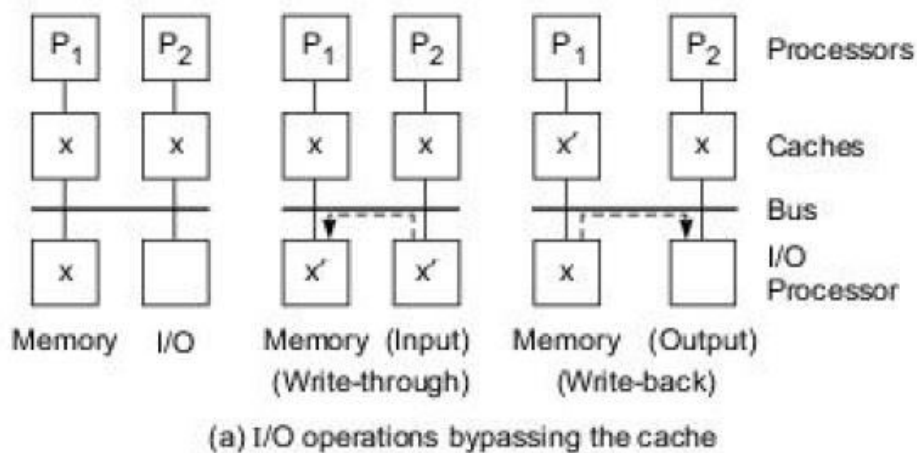 P1 P2 P1 P2 P1 P2 Processors
x x x x x′ x Caches
Bus
x x′ x′ x I/O Processor
Memory I/O Memory (Input) Memory (Output)
(Write-through) (Write-back)
(a) I/O operations bypassing the cache